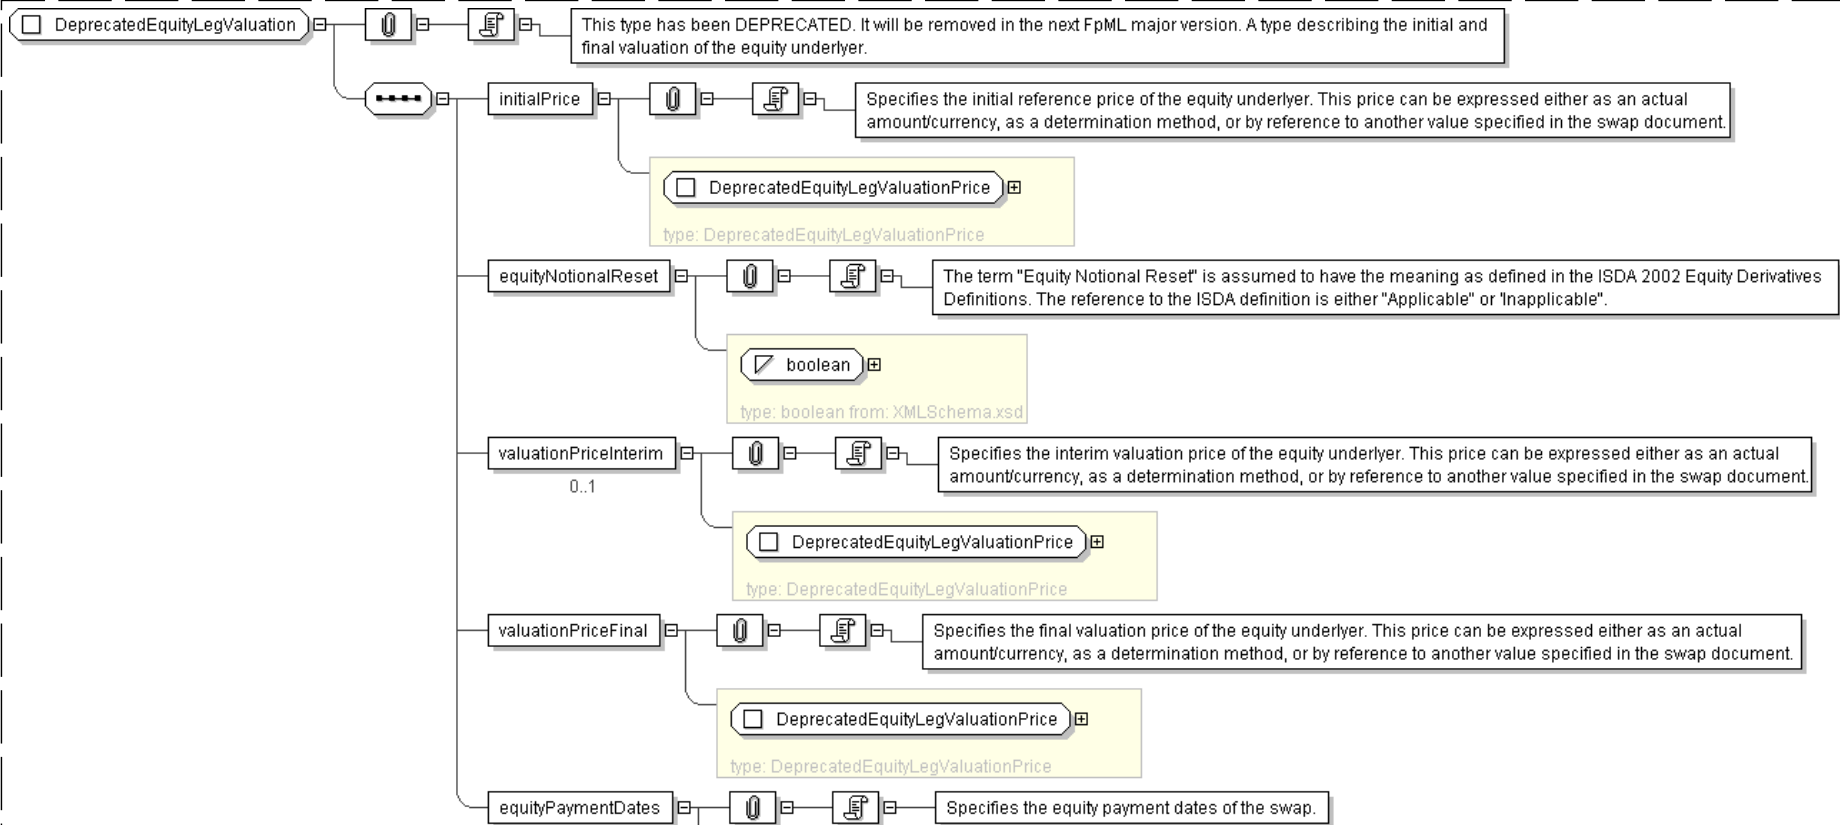 DeprecatedEquityLegValuation
This type has been DEPRECATED. It will be removed in the next FpML major version. A type describing the initial and
final valuation of the equity underlyer.
initialPrice
Specifies the initial reference price of the equity underlyer. This price can be expressed either as an actual
amount/currency, as a determination method, or by reference to another value specified in the swap document.
DeprecatedEquityLegValuationPrice
type: DeprecatedEquityLegValuationPrice
equityNotionalReset
The term "Equity Notional Reset" is assumed to have the meaning as defined in the ISDA 2002 Equity Derivatives
Definitions. The reference to the ISDA definition is either "Applicable" or 'Inapplicable".
boolean
type: boolean from: XMLSchema.xsd
valuationPriceInterim
0..1
Specifies the interim valuation price of the equity underlyer. This price can be expressed either as an actual
amount/currency, as a determination method, or by reference to another value specified in the swap document.
DeprecatedEquityLegValuationPrice
type: DeprecatedEquityLegValuationPrice
valuationPriceFinal
Specifies the final valuation price of the equity underlyer. This price can be expressed either as an actual
amount/currency, as a determination method, or by reference to another value specified in the swap document.
DeprecatedEquityLegValuationPrice
type: DeprecatedEquityLegValuationPrice
equityPaymentDates
Specifies the equity payment dates of the swap.